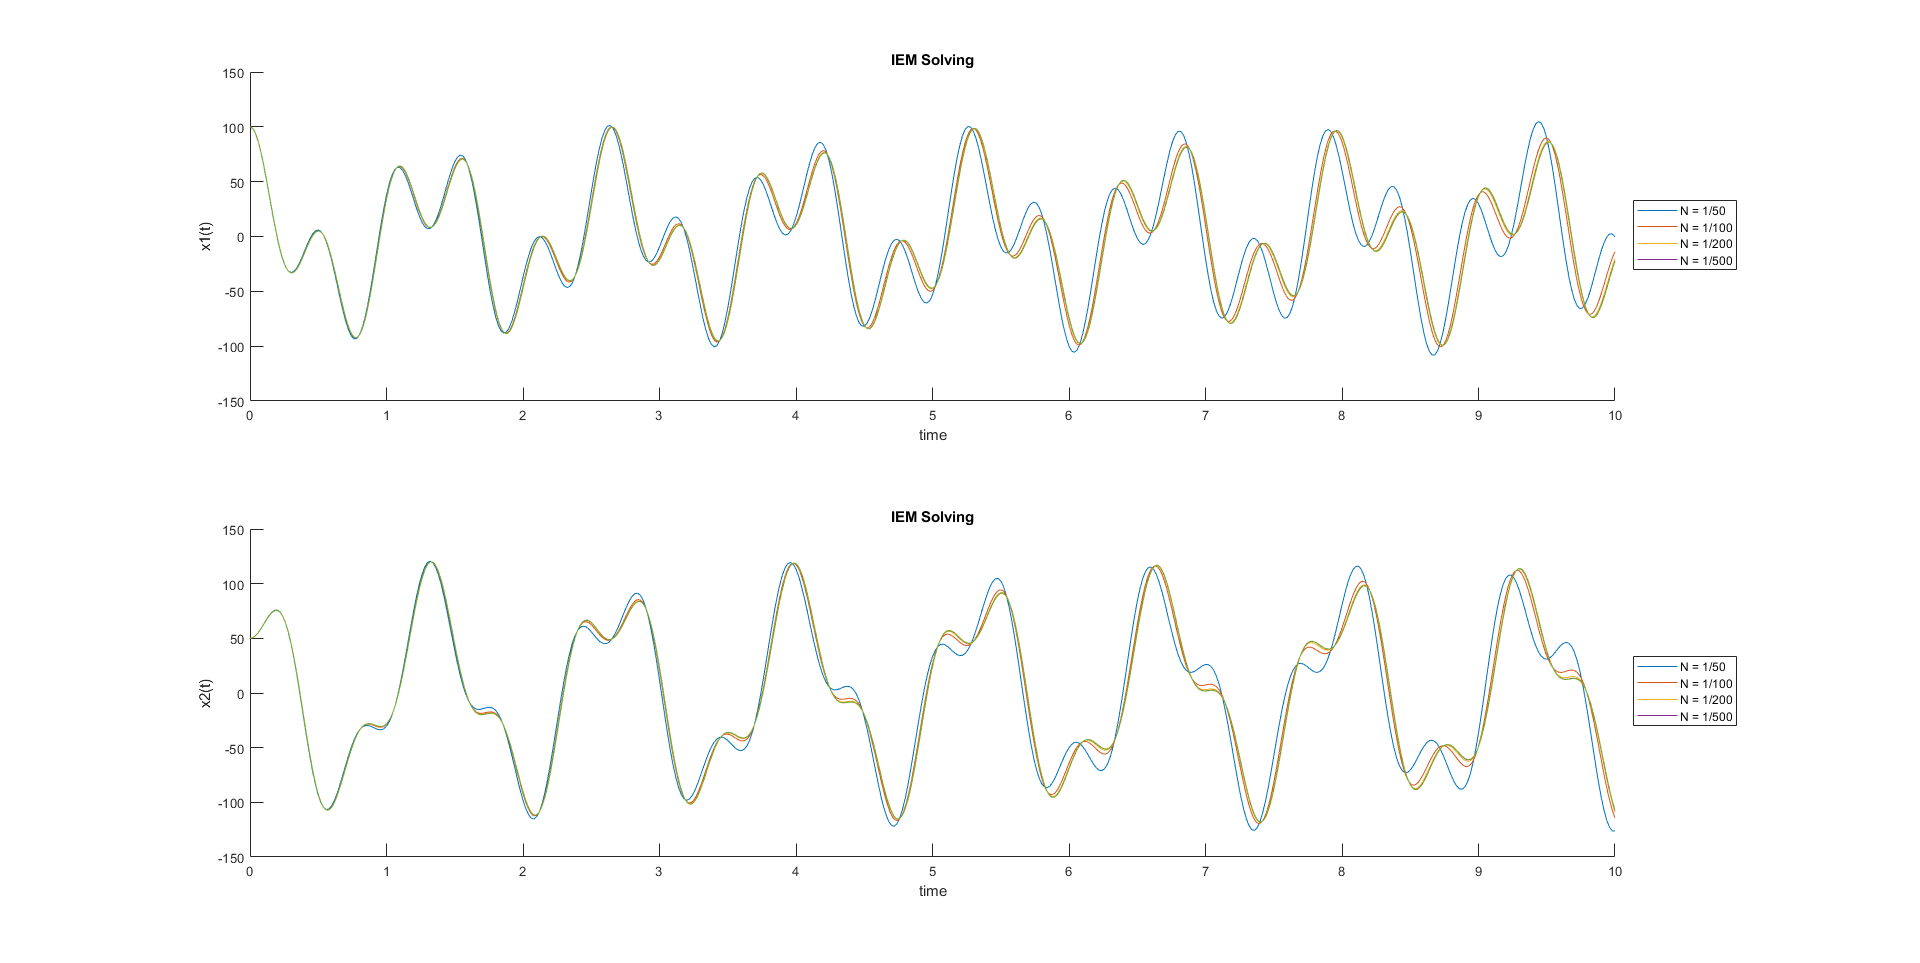 IEM Solving
150
100
50
0
-50
-100
-150
x1(t)
0 1 2 3 4 5 6 7 8 9 10
time
N = 1/50
N = 1/100
N = 1/200
N = 1/500
IEM Solving
150
100
50
0
-50
-100
-150
x2(t)
0 1 2 3 4 5 6 7 8 9 10
time
N = 1/50
N = 1/100
N = 1/200
N = 1/500